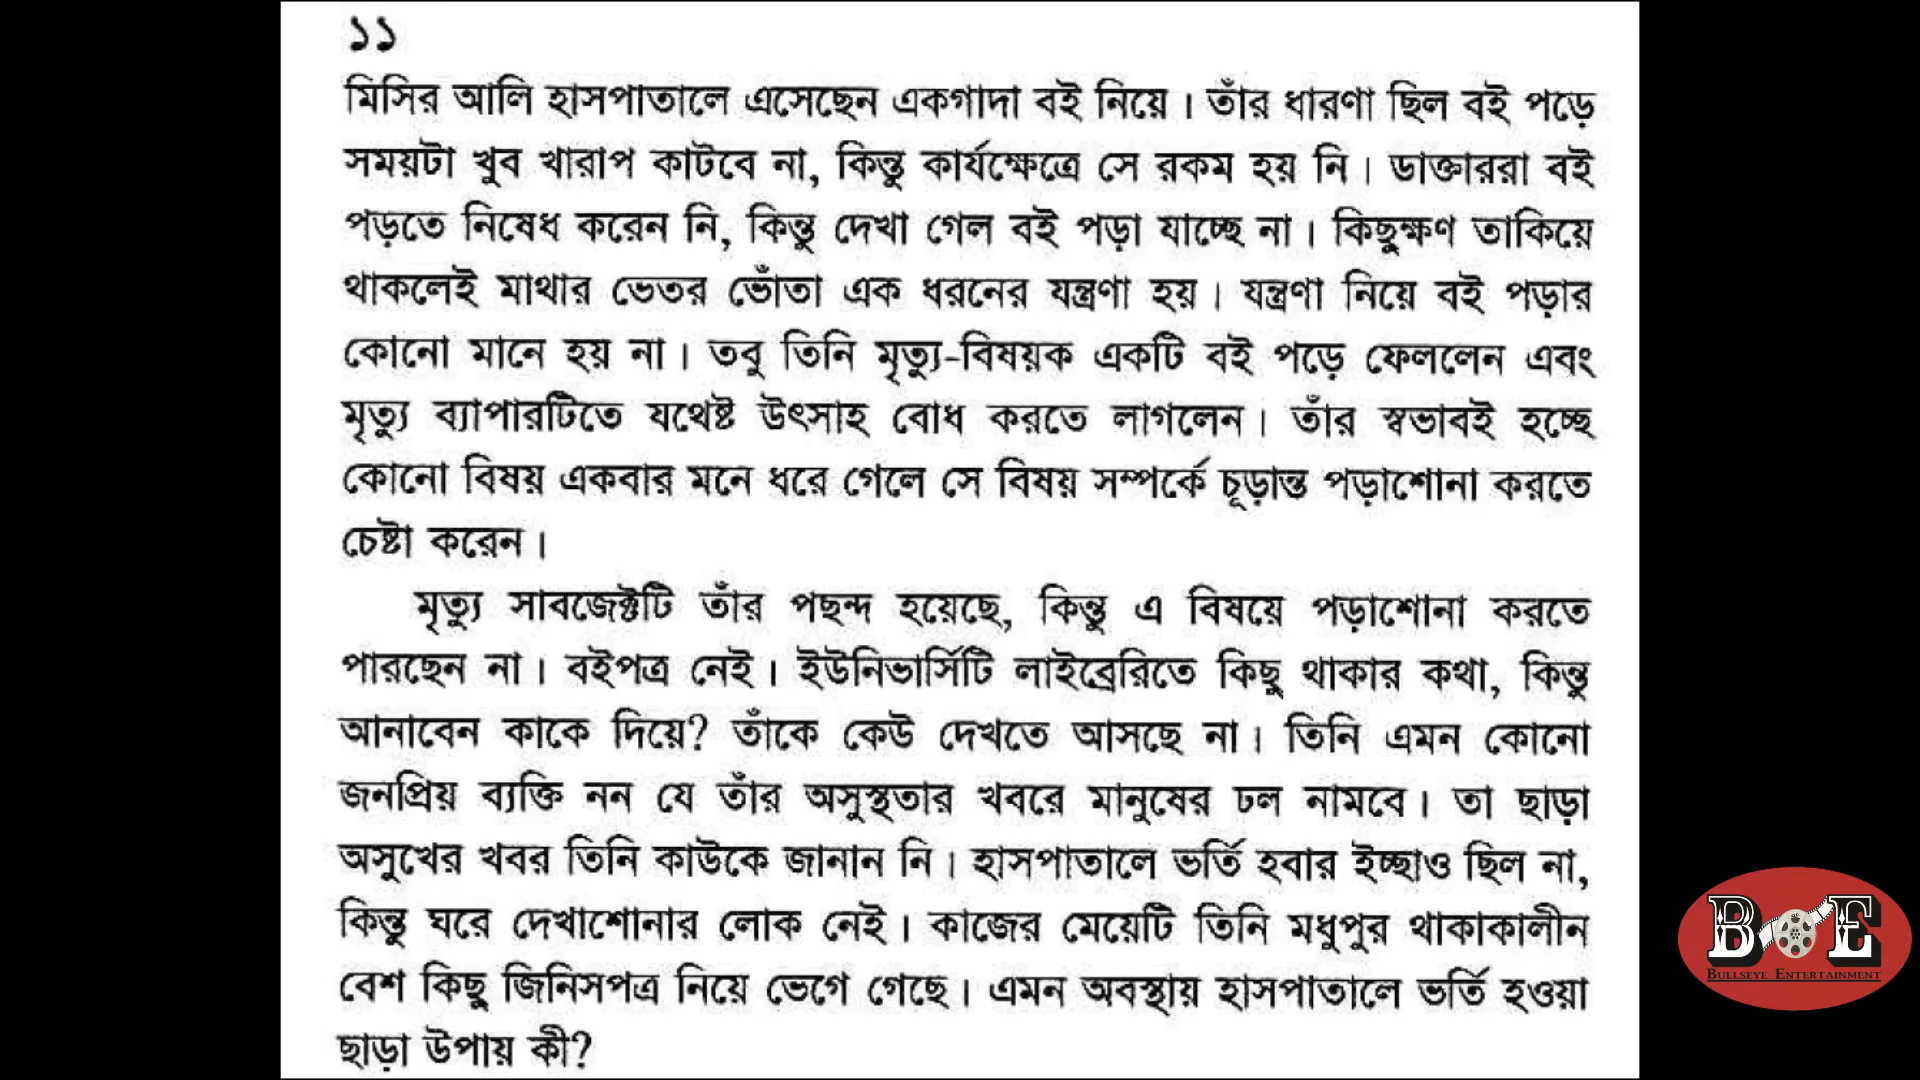 ১১
মিসির আলি হাসপাতালে এসেছেন একগাদা বই নিয়ে। তাঁর ধারণা ছিল বই পড়ে
সময়টা খুব খারাপ কাটবে না, কিন্তু কার্যক্ষেত্রে সে রকম হয় নি। ডাক্তাররা বই
পড়তে নিষেধ করেন নি, কিন্তু দেখা গেল বই পড়া যাচ্ছে না। কিছুক্ষণ তাকিয়ে
থাকলেই মাথার ভেতর ভোঁতা এক ধরনের যন্ত্রণা হয়। যন্ত্রণা নিয়ে বই পড়ার
কোনো মানে হয় না। তবু তিনি মৃত্যু-বিষয়ক একটি বই পড়ে ফেললেন এবং
মৃত্যু ব্যাপারটিতে যথেষ্ট উৎসাহ বোধ করতে লাগলেন। তাঁর স্বভাবই হচ্ছে
কোনো বিষয় একবার মনে ধরে গেলে সে বিষয় সম্পর্কে চূড়ান্ত পড়াশোনা করতে
চেষ্টা করেন।
মৃত্যু সাবজেক্টটি তাঁর পছন্দ হয়েছে, কিন্তু এ বিষয়ে পড়াশোনা করতে
পারছেন না। বইপত্র নেই। ইউনিভার্সিটি লাইব্রেরিতে কিছু থাকার কথা, কিন্তু
আনাবেন কাকে দিয়ে? তাঁকে কেউ দেখতে আসছে না। তিনি এমন কোনো
জনপ্রিয় ব্যক্তি নন যে তাঁর অসুস্থতার খবরে মানুষের ঢল নামবে। তা ছাড়া
অসুখের খবর তিনি কাউকে জানান নি। হাসপাতালে ভর্তি হবার ইচ্ছাও ছিল না,
কিন্তু ঘরে দেখাশোনার লোক নেই। কাজের মেয়েটি তিনি মধুপুর থাকাকালীন
বেশ কিছু জিনিসপত্র নিয়ে ভেগে গেছে। এমন অবস্থায় হাসপাতালে ভর্তি হওয়া
ছাড়া উপায় কী?
B E
BULLSEYE ENTERTAINMENT